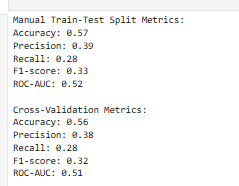 Manual Train-Test Split Metrics:
Accuracy: 0.57
Precision: 0.39
Recall: 0.28
F1-score: 0.33
ROC-AUC: 0.52

Cross-Validation Metrics:
Accuracy: 0.56
Precision: 0.38
Recall: 0.28
F1-score: 0.32
ROC-AUC: 0.51